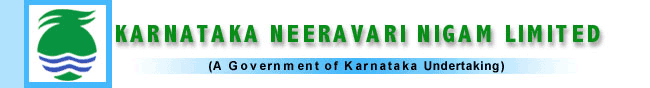 KARNATAKA NEERAVARI NIGAM LIMITED
(A Government of Karnataka Undertaking)